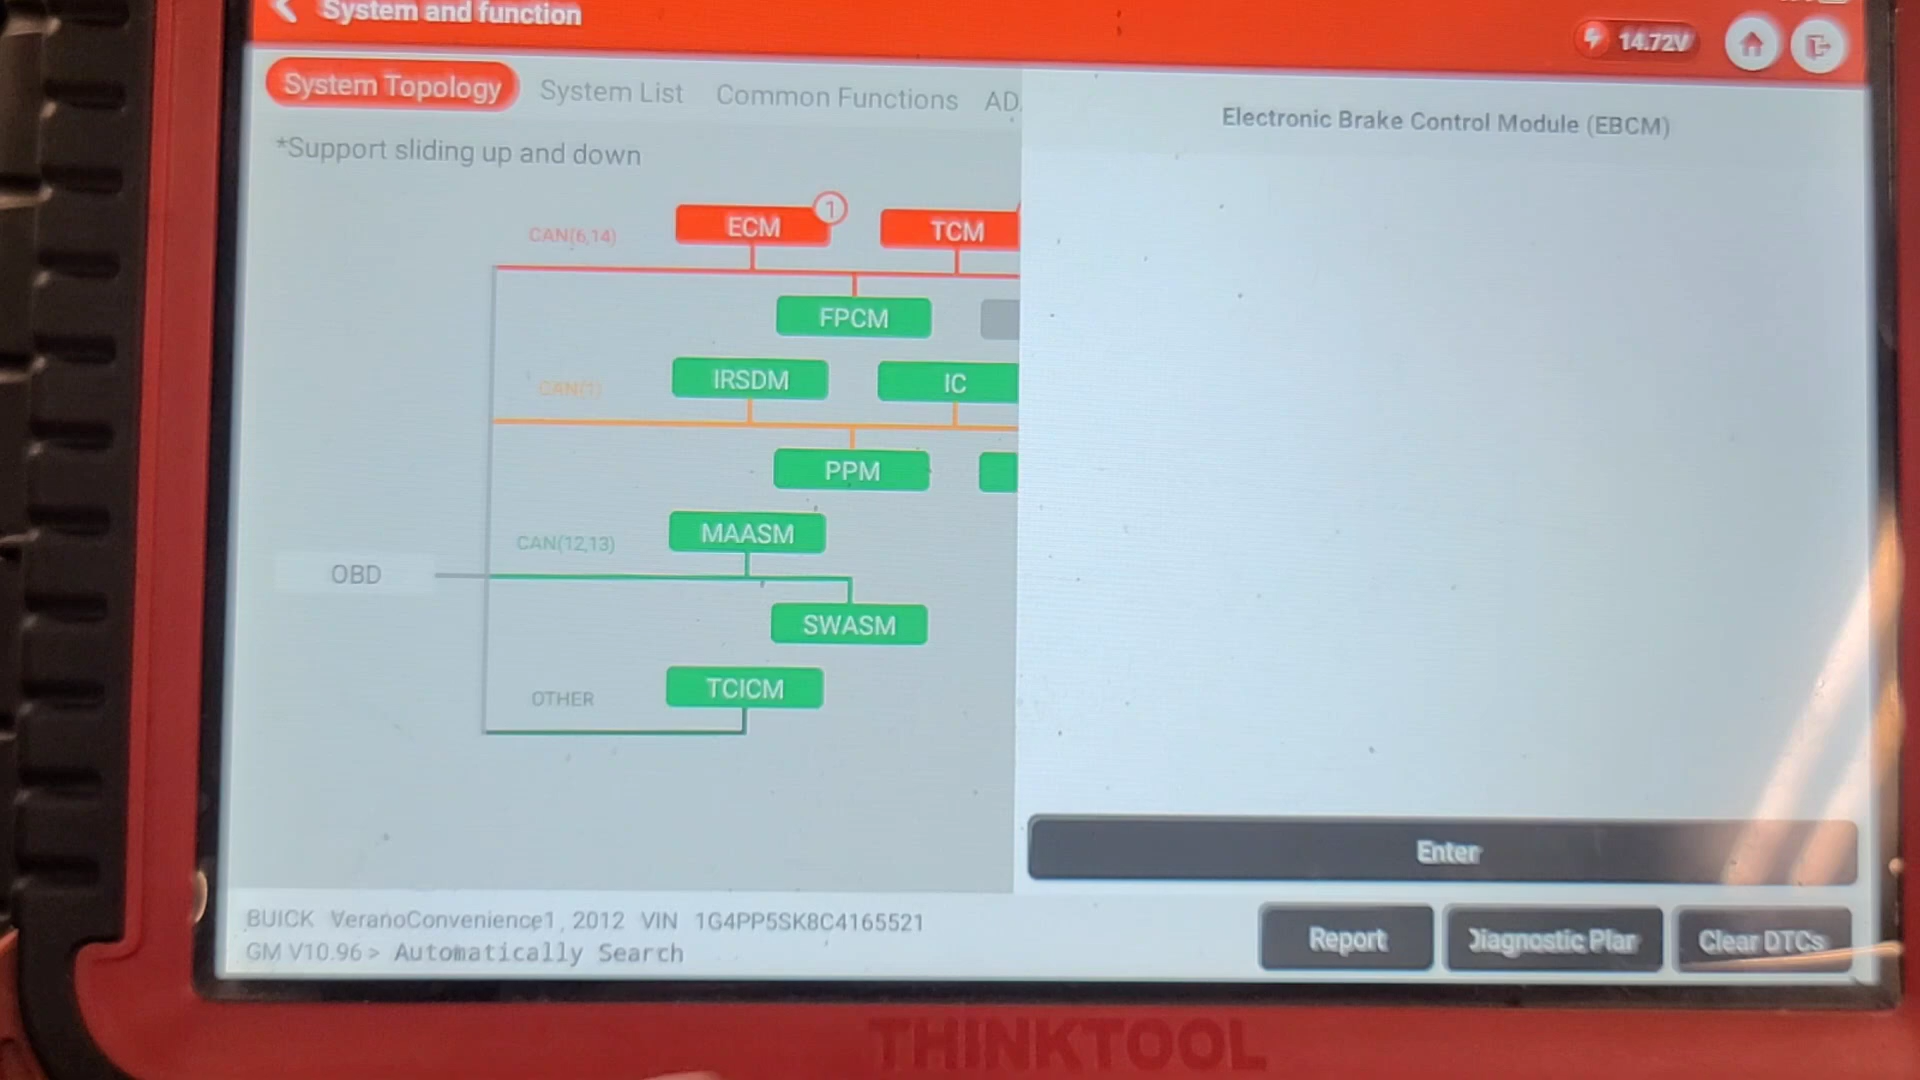 System and function
14.72V
System Topology System List Common Functions AD
Electronic Brake Control Module (EBCM)
*Support sliding up and down
ECM 1 TCM
CAN(6,14)
FPCM
IRSDM IC
CAN(1)
PPM
MAASM
CAN(12,13)
OBD
SWASM
TCICM
OTHER
Enter
BUICK VeranoConvenience1, 2012 VIN 1G4PP5SK8C4165521
GM V10.96 > Automatically Search
Report Diagnostic Plan Clear DTCs
THINKTOOL